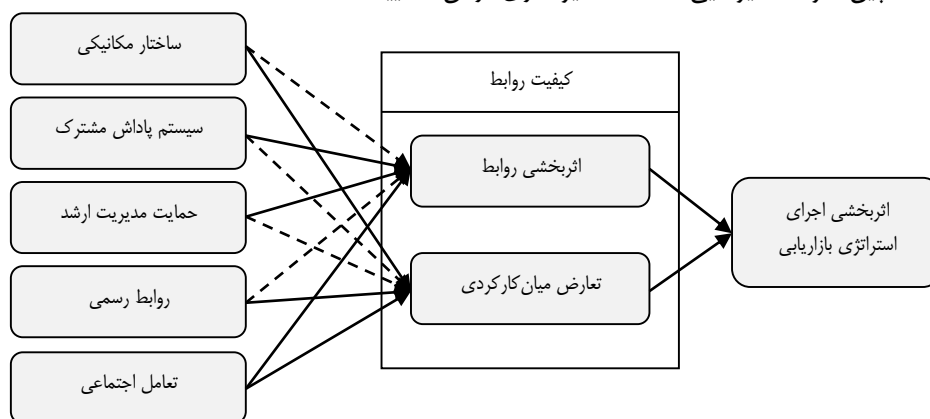 ساختار مکانیکی
سیستم پاداش مشترک
حمایت مدیریت ارشد
روابط رسمی
تعامل اجتماعی
کیفیت روابط
اثربخشی روابط
تعارض میان‌کارکردی
اثربخشی اجرای
استراتژی بازاریابی